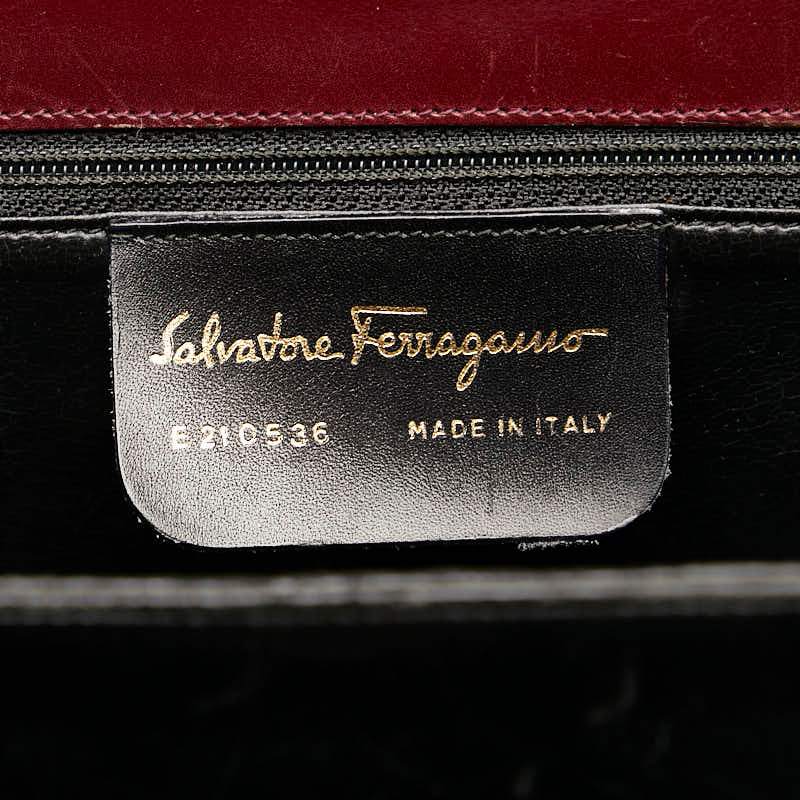 Salvatore Ferragamo
E210536 MADE IN ITALY